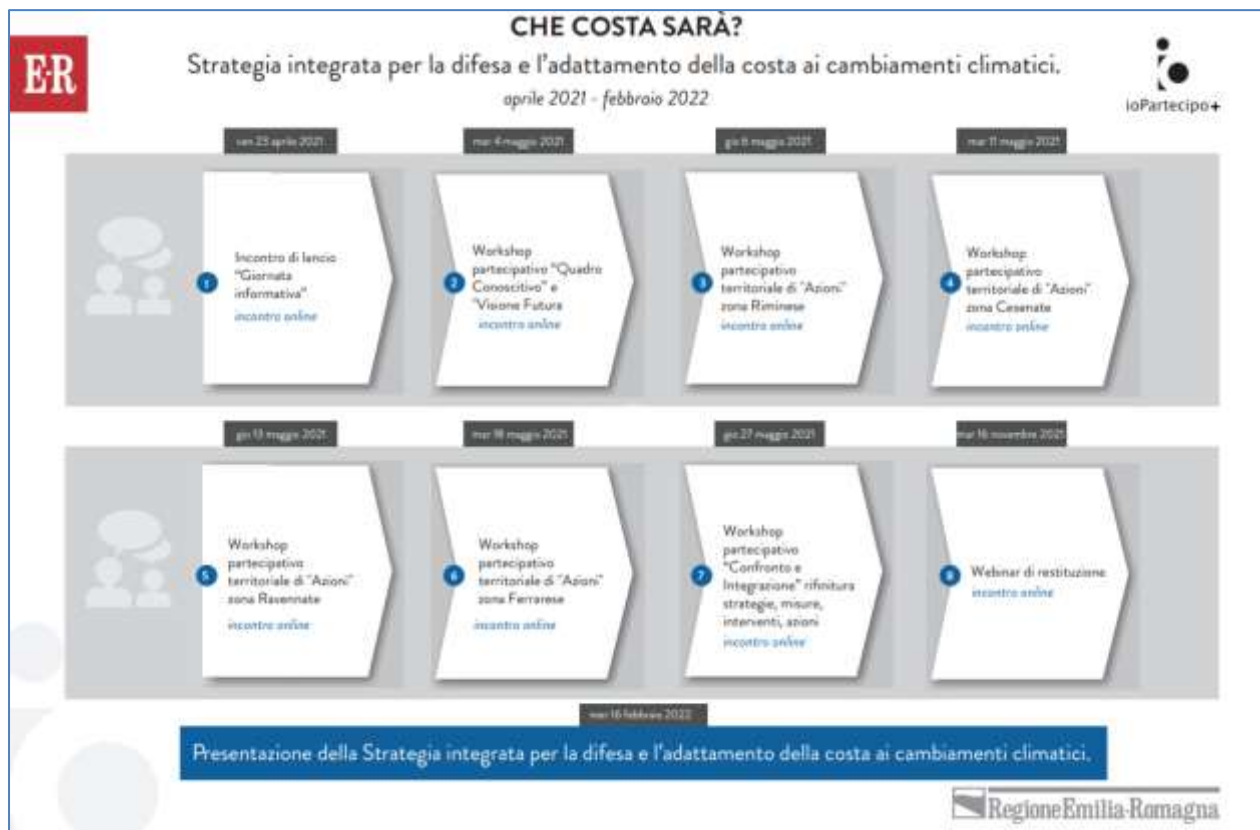 CHE COSTA SARÀ?
E-R
Strategia integrata per la difesa e l'adattamento della costa ai cambiamenti climatici.
aprile 2021 - febbraio 2022
ioPartecipo+
ven 23 aprile 2021
mar 4 maggio 2021
gio 6 maggio 2021
mar 11 maggio 2021
1
Incontro di lancio
"Giornata
informativa"
incontro online
2
Workshop
partecipativo "Quadro
Conoscitivo" e
"Visione Futura
incontro online
3
Workshop
partecipativo
territoriale di "Azioni"
zona Riminese
incontro online
4
Workshop
partecipativo
territoriale di "Azioni"
zona Cesenate
incontro online
gio 13 maggio 2021
mar 18 maggio 2021
gio 27 maggio 2021
mar 16 novembre 2021
5
Workshop
partecipativo
territoriale di "Azioni"
zona Ravennate
incontro online
6
Workshop
partecipativo
territoriale di "Azioni"
zona Ferrarese
incontro online
7
Workshop
partecipativo
"Confronto e
Integrazione" rifinitura
strategie, misure,
interventi, azioni
incontro online
8
Webinar di restituzione
incontro online
16 febbraio 2022
Presentazione della Strategia integrata per la difesa e l'adattamento della costa ai cambiamenti climatici.
RegioneEmilia-Romagna